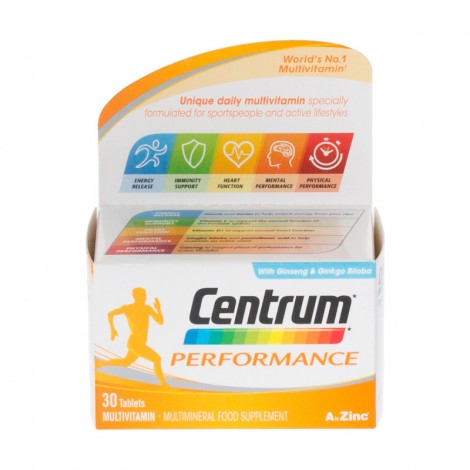 World's No.1
Multivitamin†
Unique daily multivitamin specially
formulated for sportspeople and active lifestyles
ENERGY RELEASE
IMMUNITY SUPPORT
HEART FUNCTION
MENTAL PERFORMANCE
PHYSICAL PERFORMANCE
With Ginseng & Ginkgo Biloba
Centrum*
PERFORMANCE
30 Tablets
MULTIVITAMIN - MULTIMINERAL FOOD SUPPLEMENT
A to Zinc*